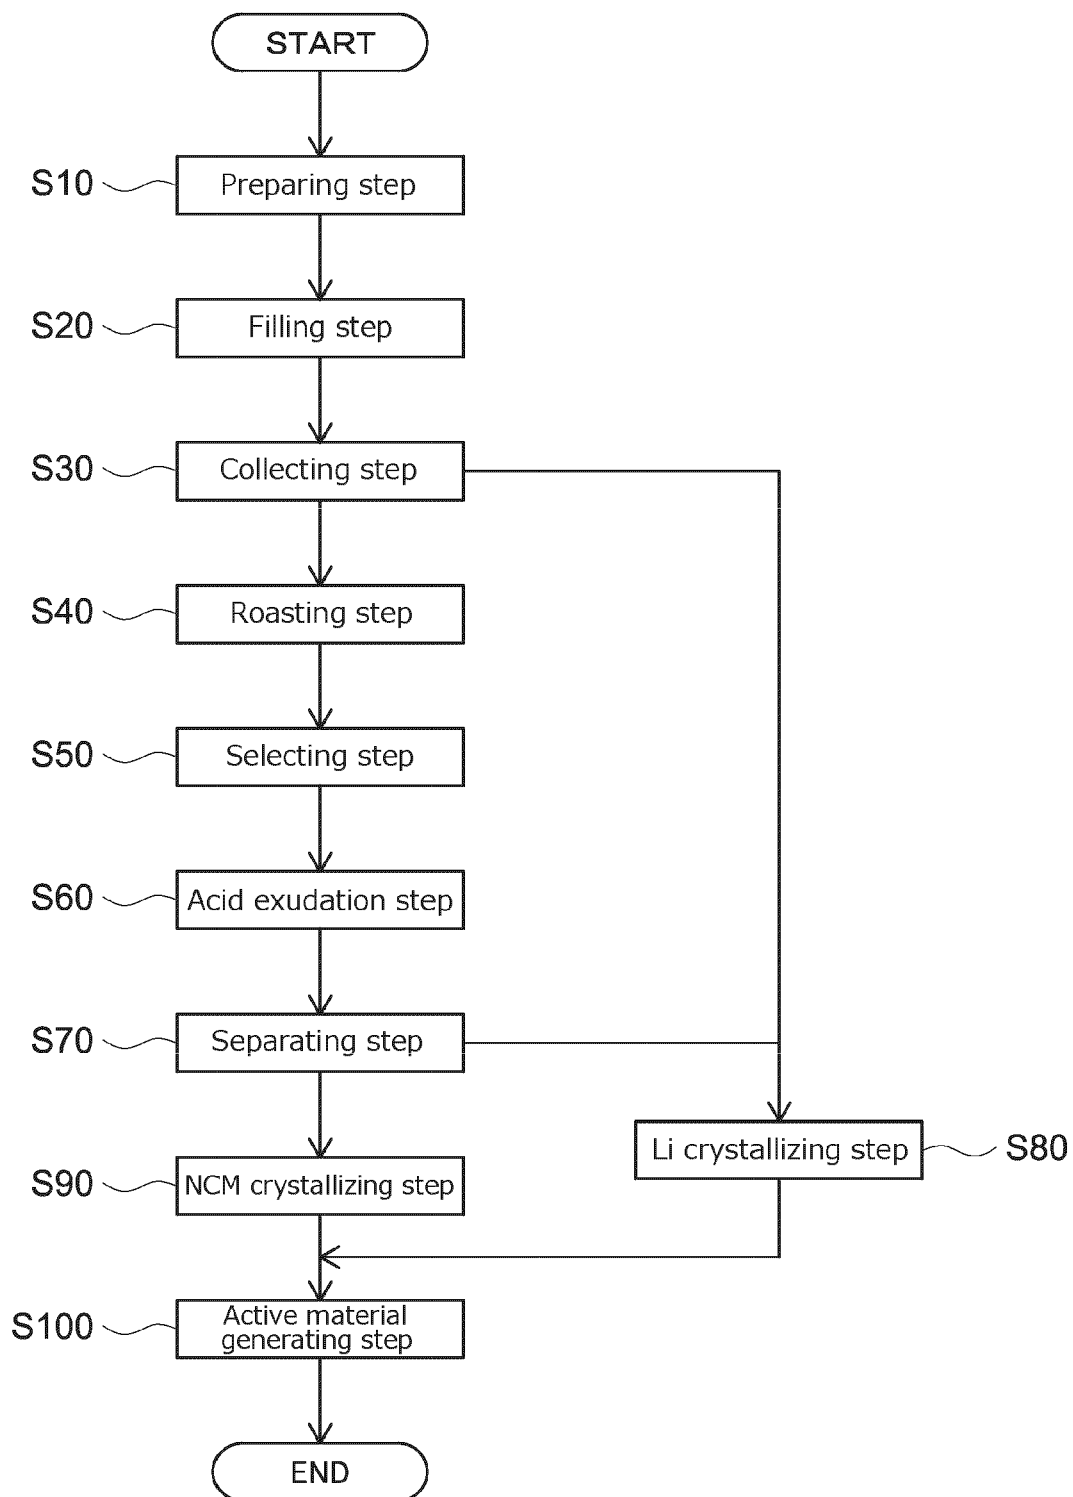 START
S10 Preparing step
S20 Filling step
S30 Collecting step
S40 Roasting step
S50 Selecting step
S60 Acid exudation step
S70 Separating step
Li crystallizing step S80
S90 NCM crystallizing step
S100 Active material
generating step
END